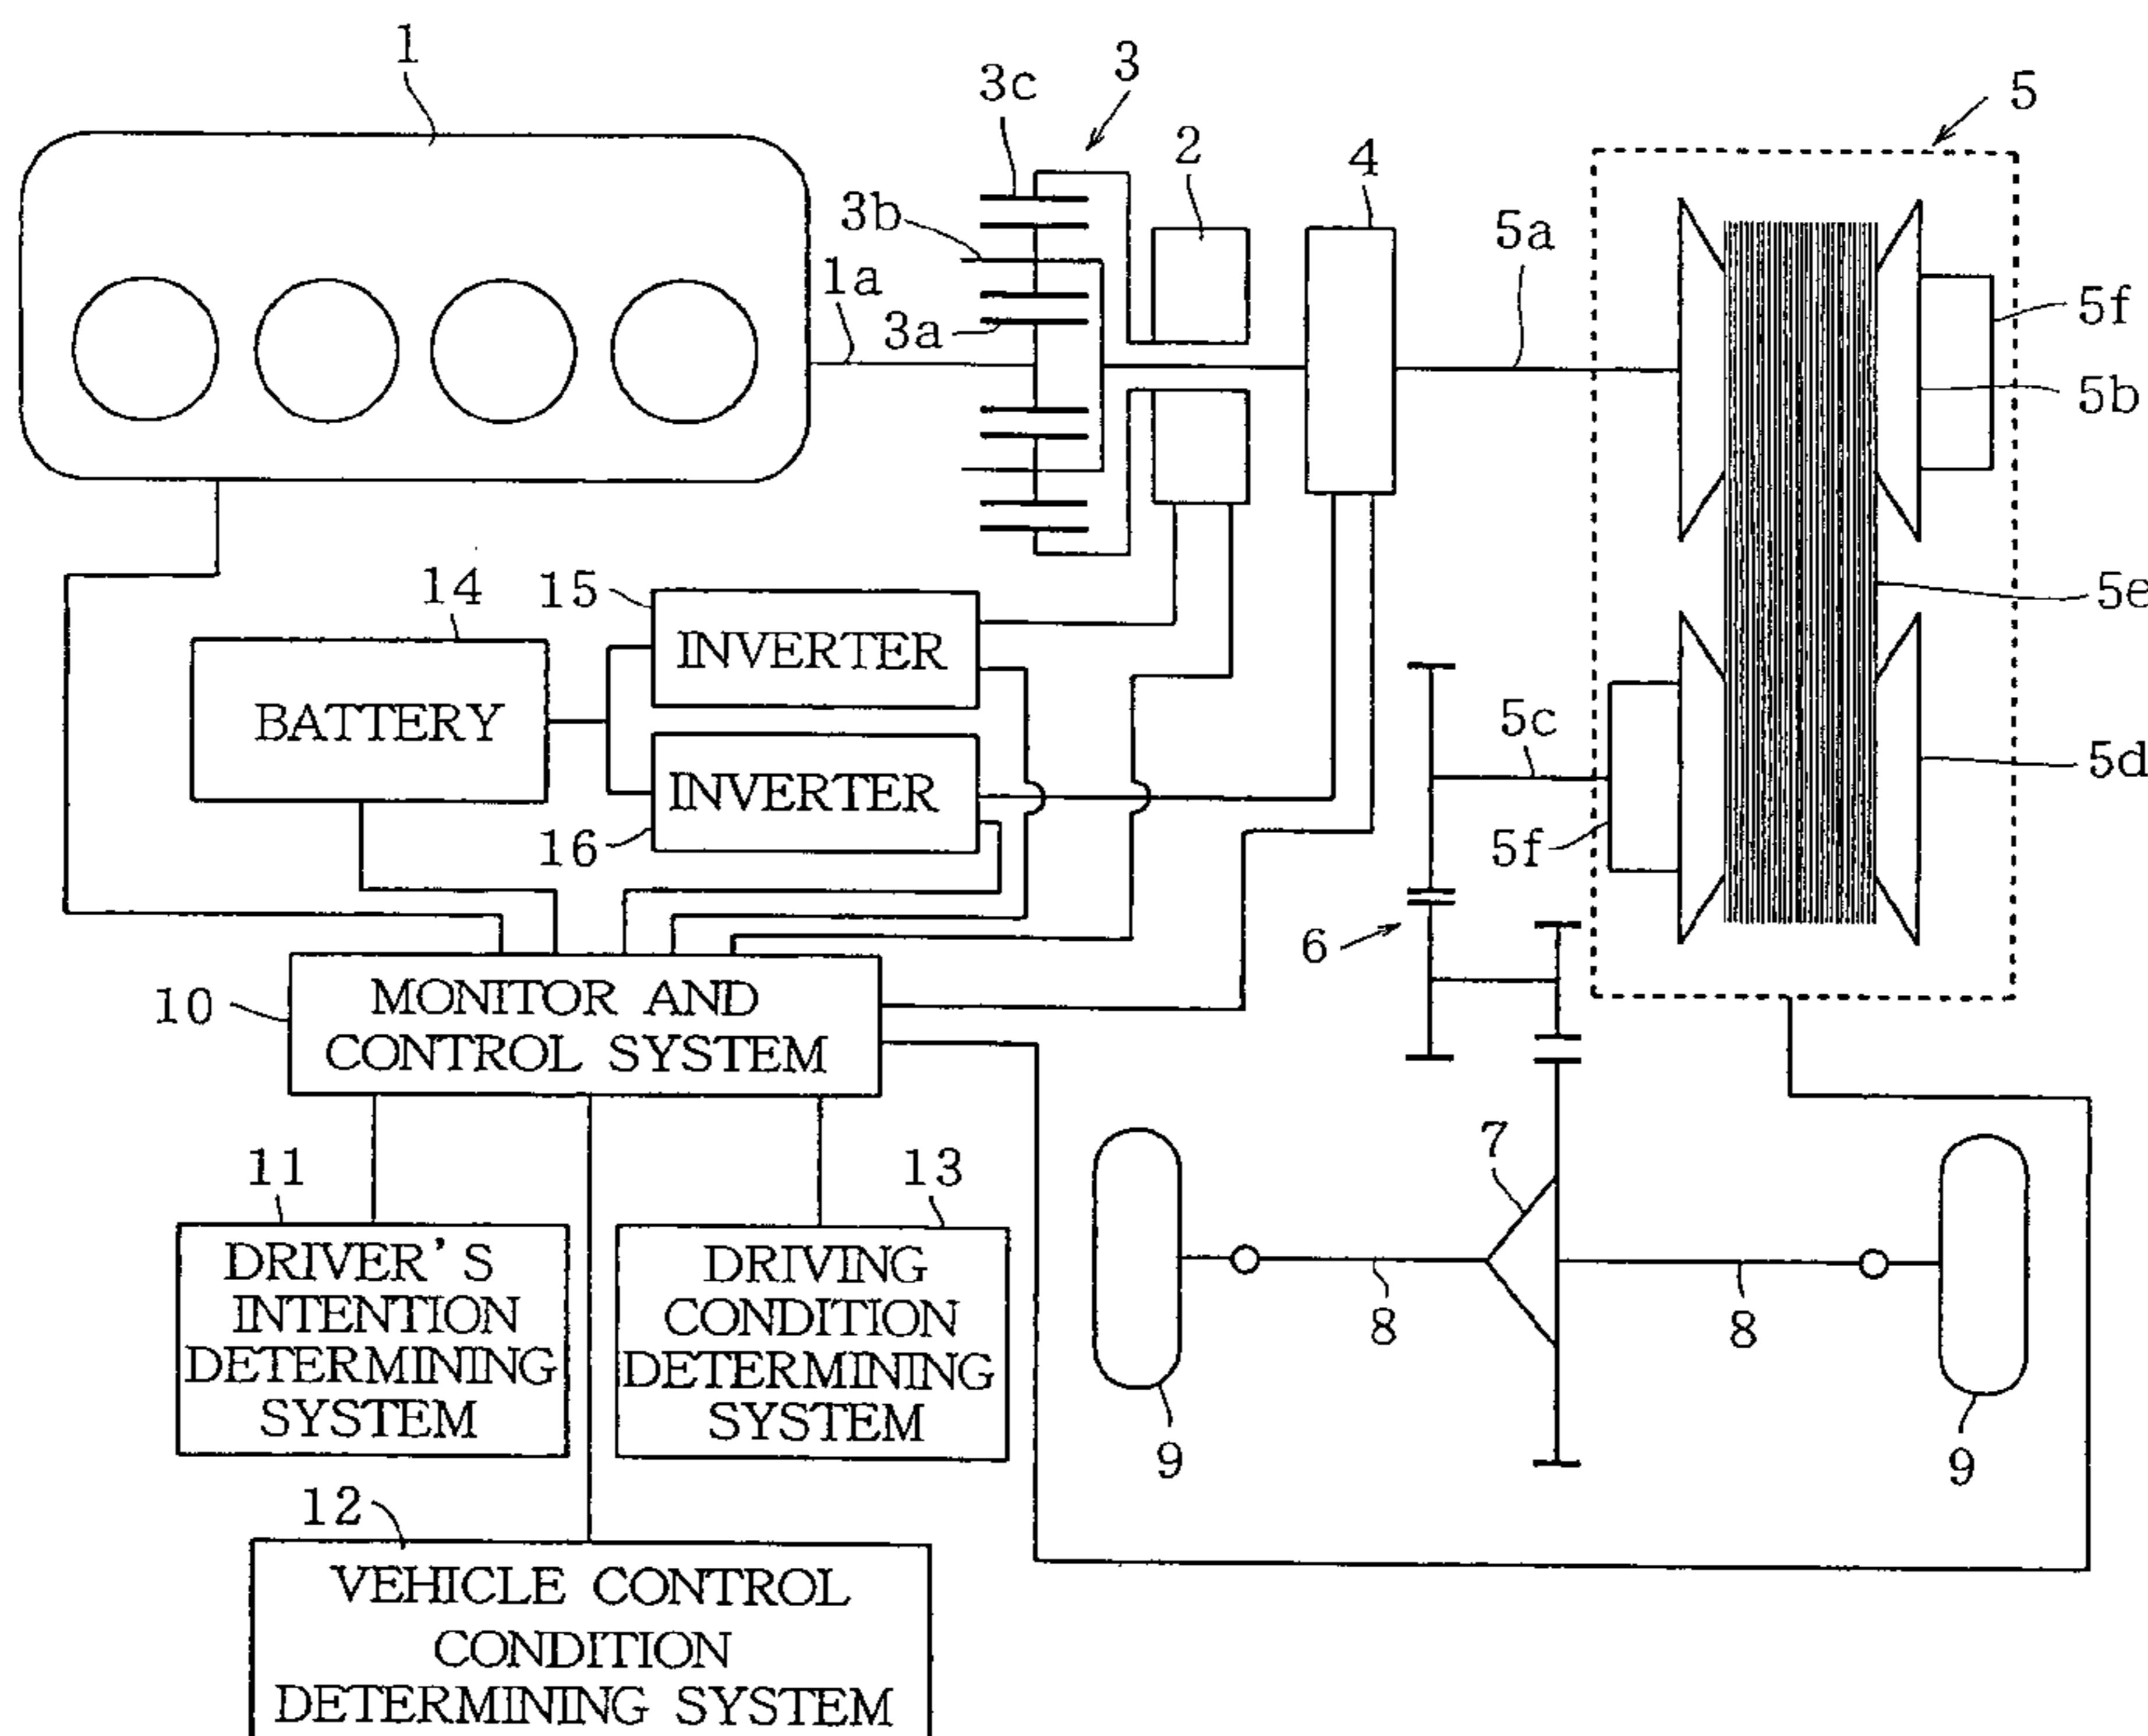 1
3c
3
2
4
5
3b
5a
1a
3a
5f
5b
14
15
INVERTER
5e
BATTERY
5c
5d
INVERTER
16
5f
6
10
MONITOR AND
CONTROL SYSTEM
7
11
13
DRIVER'S
INTENTION
DETERMINING
SYSTEM
DRIVING
CONDITION
DETERMINING
SYSTEM
8
8
9
9
12
VEHICLE CONTROL
CONDITION
DETERMINING SYSTEM